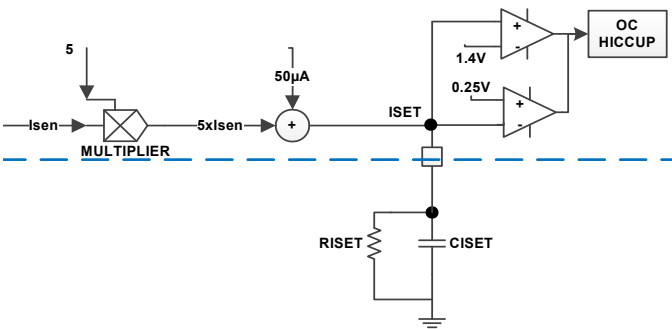 OC
HICCUP
+
-
1.4V
5
50µA
0.25V
+
-
ISET
Isen
5xIsen
+
MULTIPLIER
RISET
CISET